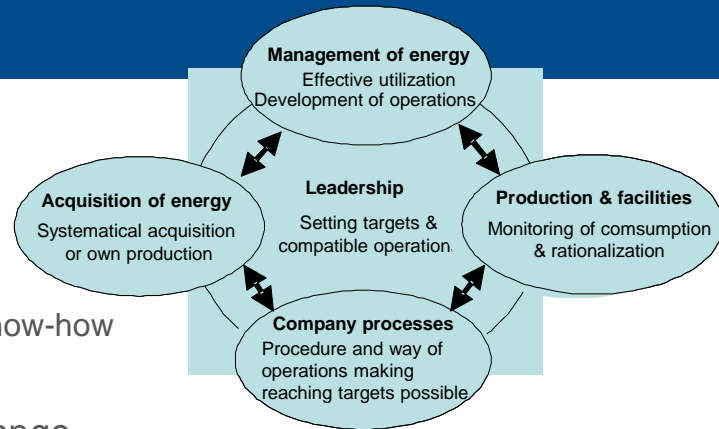 Management of energy
Effective utilization
Development of operations
Acquisition of energy
Systematical acquisition
or own production
Leadership
Setting targets &
compatible operation
Production & facilities
Monitoring of comsumption
& rationalization
Company processes
Procedure and way of
operations making
reaching targets possible
now-how